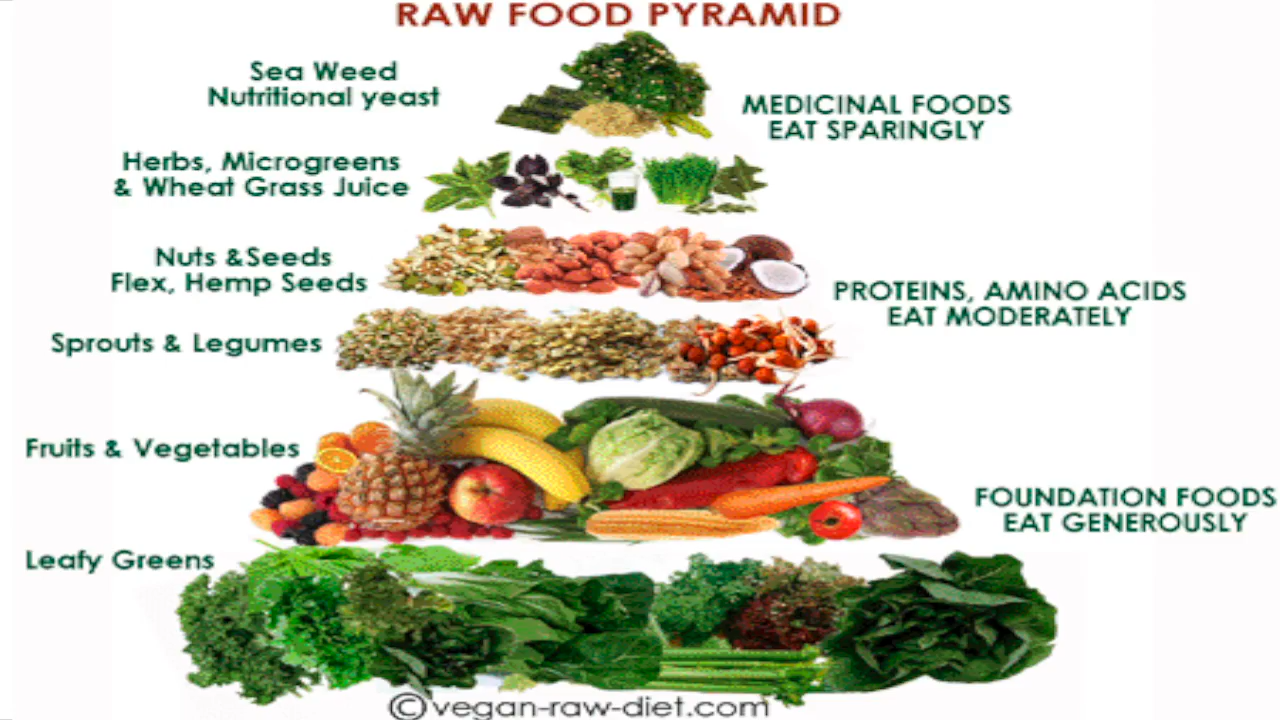 RAW FOOD PYRAMID
Sea Weed
Nutritional yeast
MEDICINAL FOODS
EAT SPARINGLY
Herbs, Microgreens
& Wheat Grass Juice
Nuts &Seeds
Flex, Hemp Seeds
PROTEINS, AMINO ACIDS
EAT MODERATELY
Sprouts & Legumes
Fruits & Vegetables
FOUNDATION FOODS
EAT GENEROUSLY
Leafy Greens
©vegan-raw-diet.com